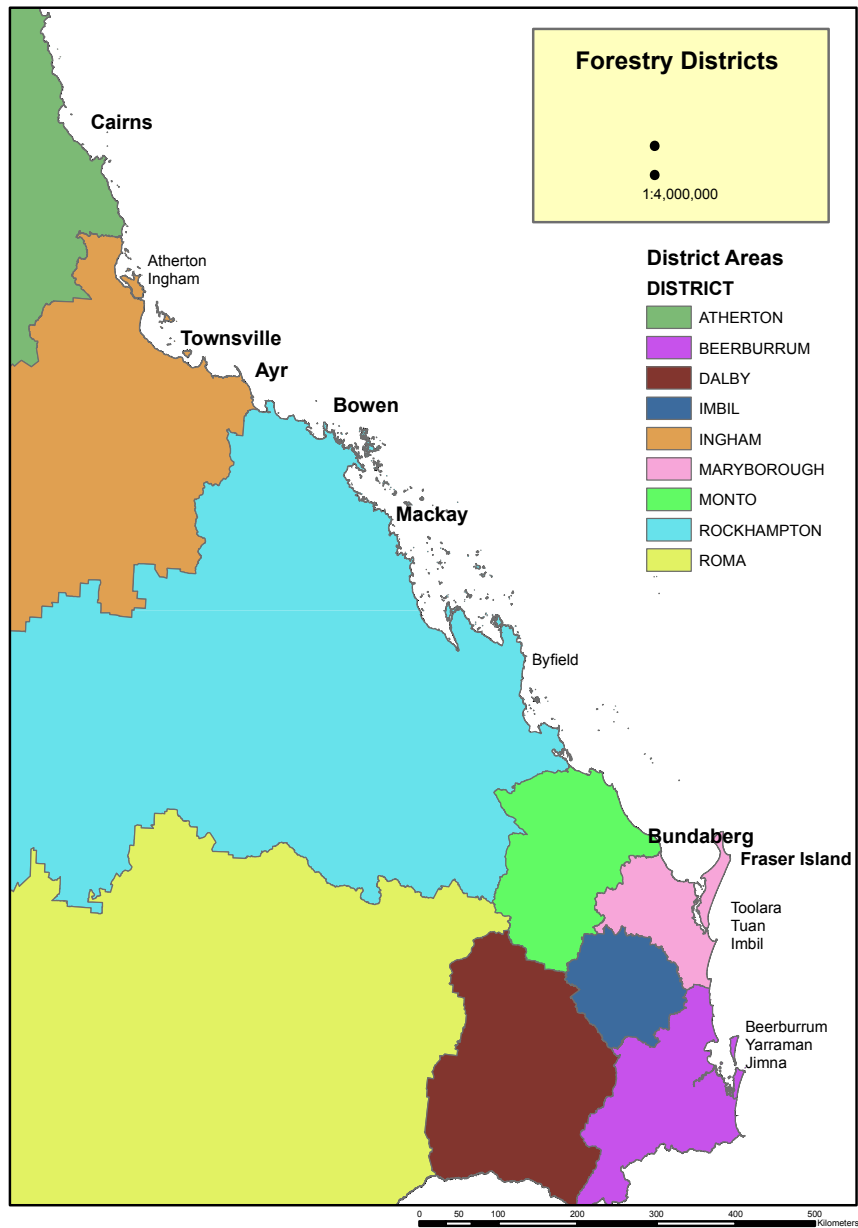 Forestry Districts
1:4,000,000
Cairns
District Areas
DISTRICT
ATHERTON
BEERBURRUM
DALBY
IMBIL
INGHAM
MARYBOROUGH
MONTO
ROCKHAMPTON
ROMA
Atherton
Ingham
Townsville
Ayr
Bowen
Mackay
Byfield
Bundaberg
Fraser Island
Toolara
Tuan
Imbil
Beerburrum
Yarraman
Jimna
0 50 100 200 300 400 500
Kilometers